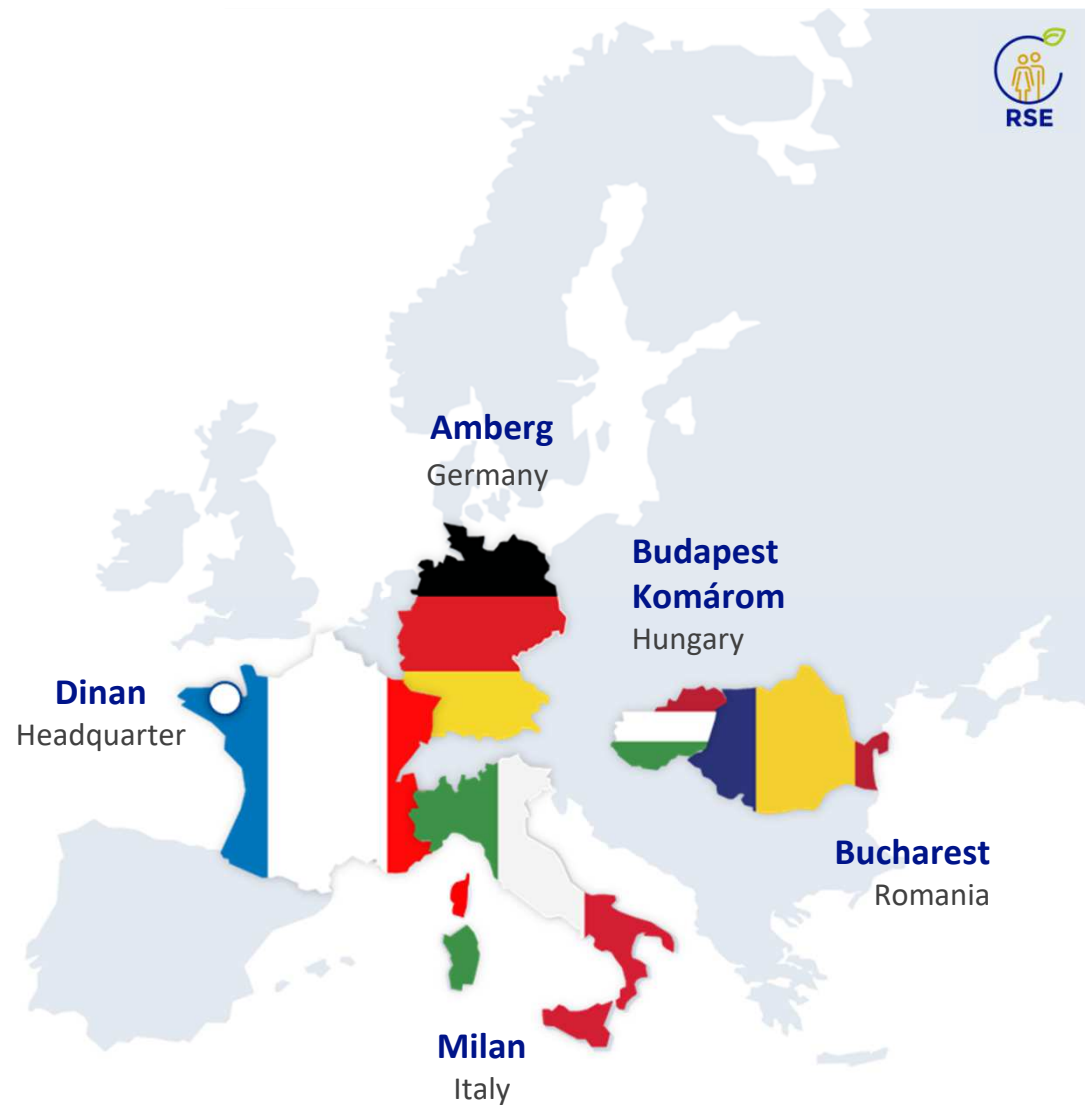 RSE
Amberg
Germany
Budapest
Komárom
Hungary
Dinan
Headquarter
Bucharest
Romania
Milan
Italy